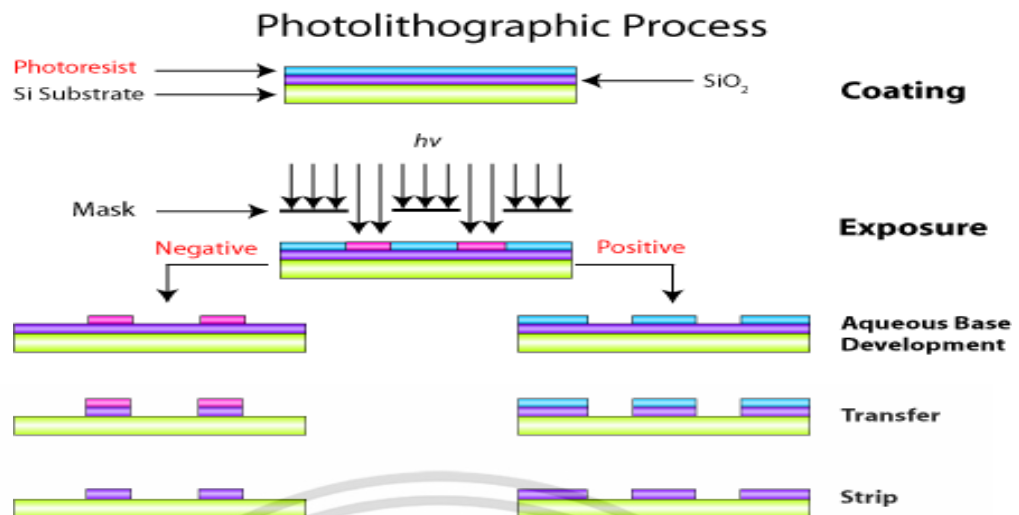 Photolithographic Process
Photoresist
Si Substrate
SiO₂
Coating
hν
Mask
Exposure
Negative
Positive
Aqueous Base
Development
Transfer
Strip